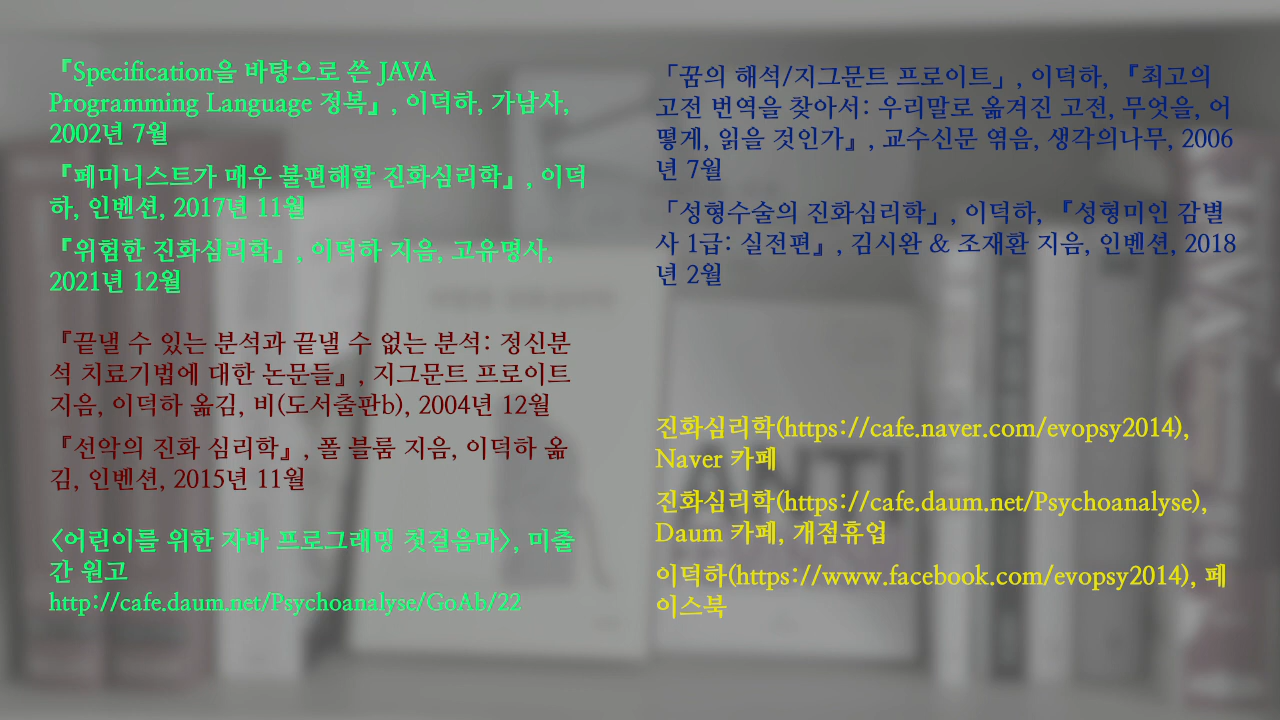 『Specification을 바탕으로 쓴 JAVA
Programming Language 정복』, 이덕하, 가남사,
2002년 7월
『페미니스트가 매우 불편해할 진화심리학』, 이덕
하, 인벤션, 2017년 11월
『위험한 진화심리학』, 이덕하 지음, 고유명사,
2021년 12월
『끝낼 수 있는 분석과 끝낼 수 없는 분석: 정신분
석 치료기법에 대한 논문들』, 지그문트 프로이트
지음, 이덕하 옮김, 비(도서출판b), 2004년 12월
『선악의 진화 심리학』, 폴 블룸 지음, 이덕하 옮
김, 인벤션, 2015년 11월
<어린이를 위한 자바 프로그래밍 첫걸음마>, 미출
간 원고
http://cafe.daum.net/Psychoanalyse/GoAb/22
「꿈의 해석/지그문트 프로이트」, 이덕하, 『최고의
고전 번역을 찾아서: 우리말로 옮겨진 고전, 무엇을, 어
떻게, 읽을 것인가』, 교수신문 엮음, 생각의나무, 2006
년 7월
「성형수술의 진화심리학」, 이덕하, 『성형미인 감별
사 1급: 실전편』, 김시완 & 조재환 지음, 인벤션, 2018
년 2월
진화심리학(https://cafe.naver.com/evopsy2014),
Naver 카페
진화심리학(https://cafe.daum.net/Psychoanalyse),
Daum 카페, 개점휴업
이덕하(https://www.facebook.com/evopsy2014), 페
이스북